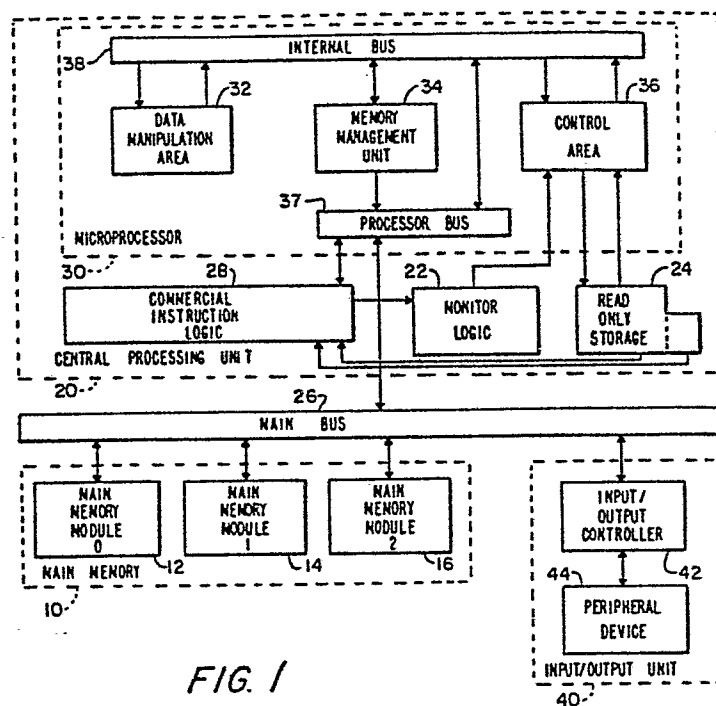 INTERNAL BUS
38
32
34
36
DATA
MANIPULATION
AREA
MEMORY
MANAGEMENT
UNIT
CONTROL
AREA
37
PROCESSOR BUS
MICROPROCESSOR
30
28
22
24
COMMERCIAL
INSTRUCTION
LOGIC
MONITOR
LOGIC
READ
ONLY
STORAGE
CENTRAL PROCESSING UNIT
20
26
MAIN BUS
MAIN
MEMORY
MODULE
0
MAIN
MEMORY
MODULE
1
MAIN
MEMORY
MODULE
2
INPUT/
OUTPUT
CONTROLLER
12
14
16
42
MAIN MEMORY
10
44
PERIPHERAL
DEVICE
INPUT/OUTPUT UNIT
40
FIG. 1